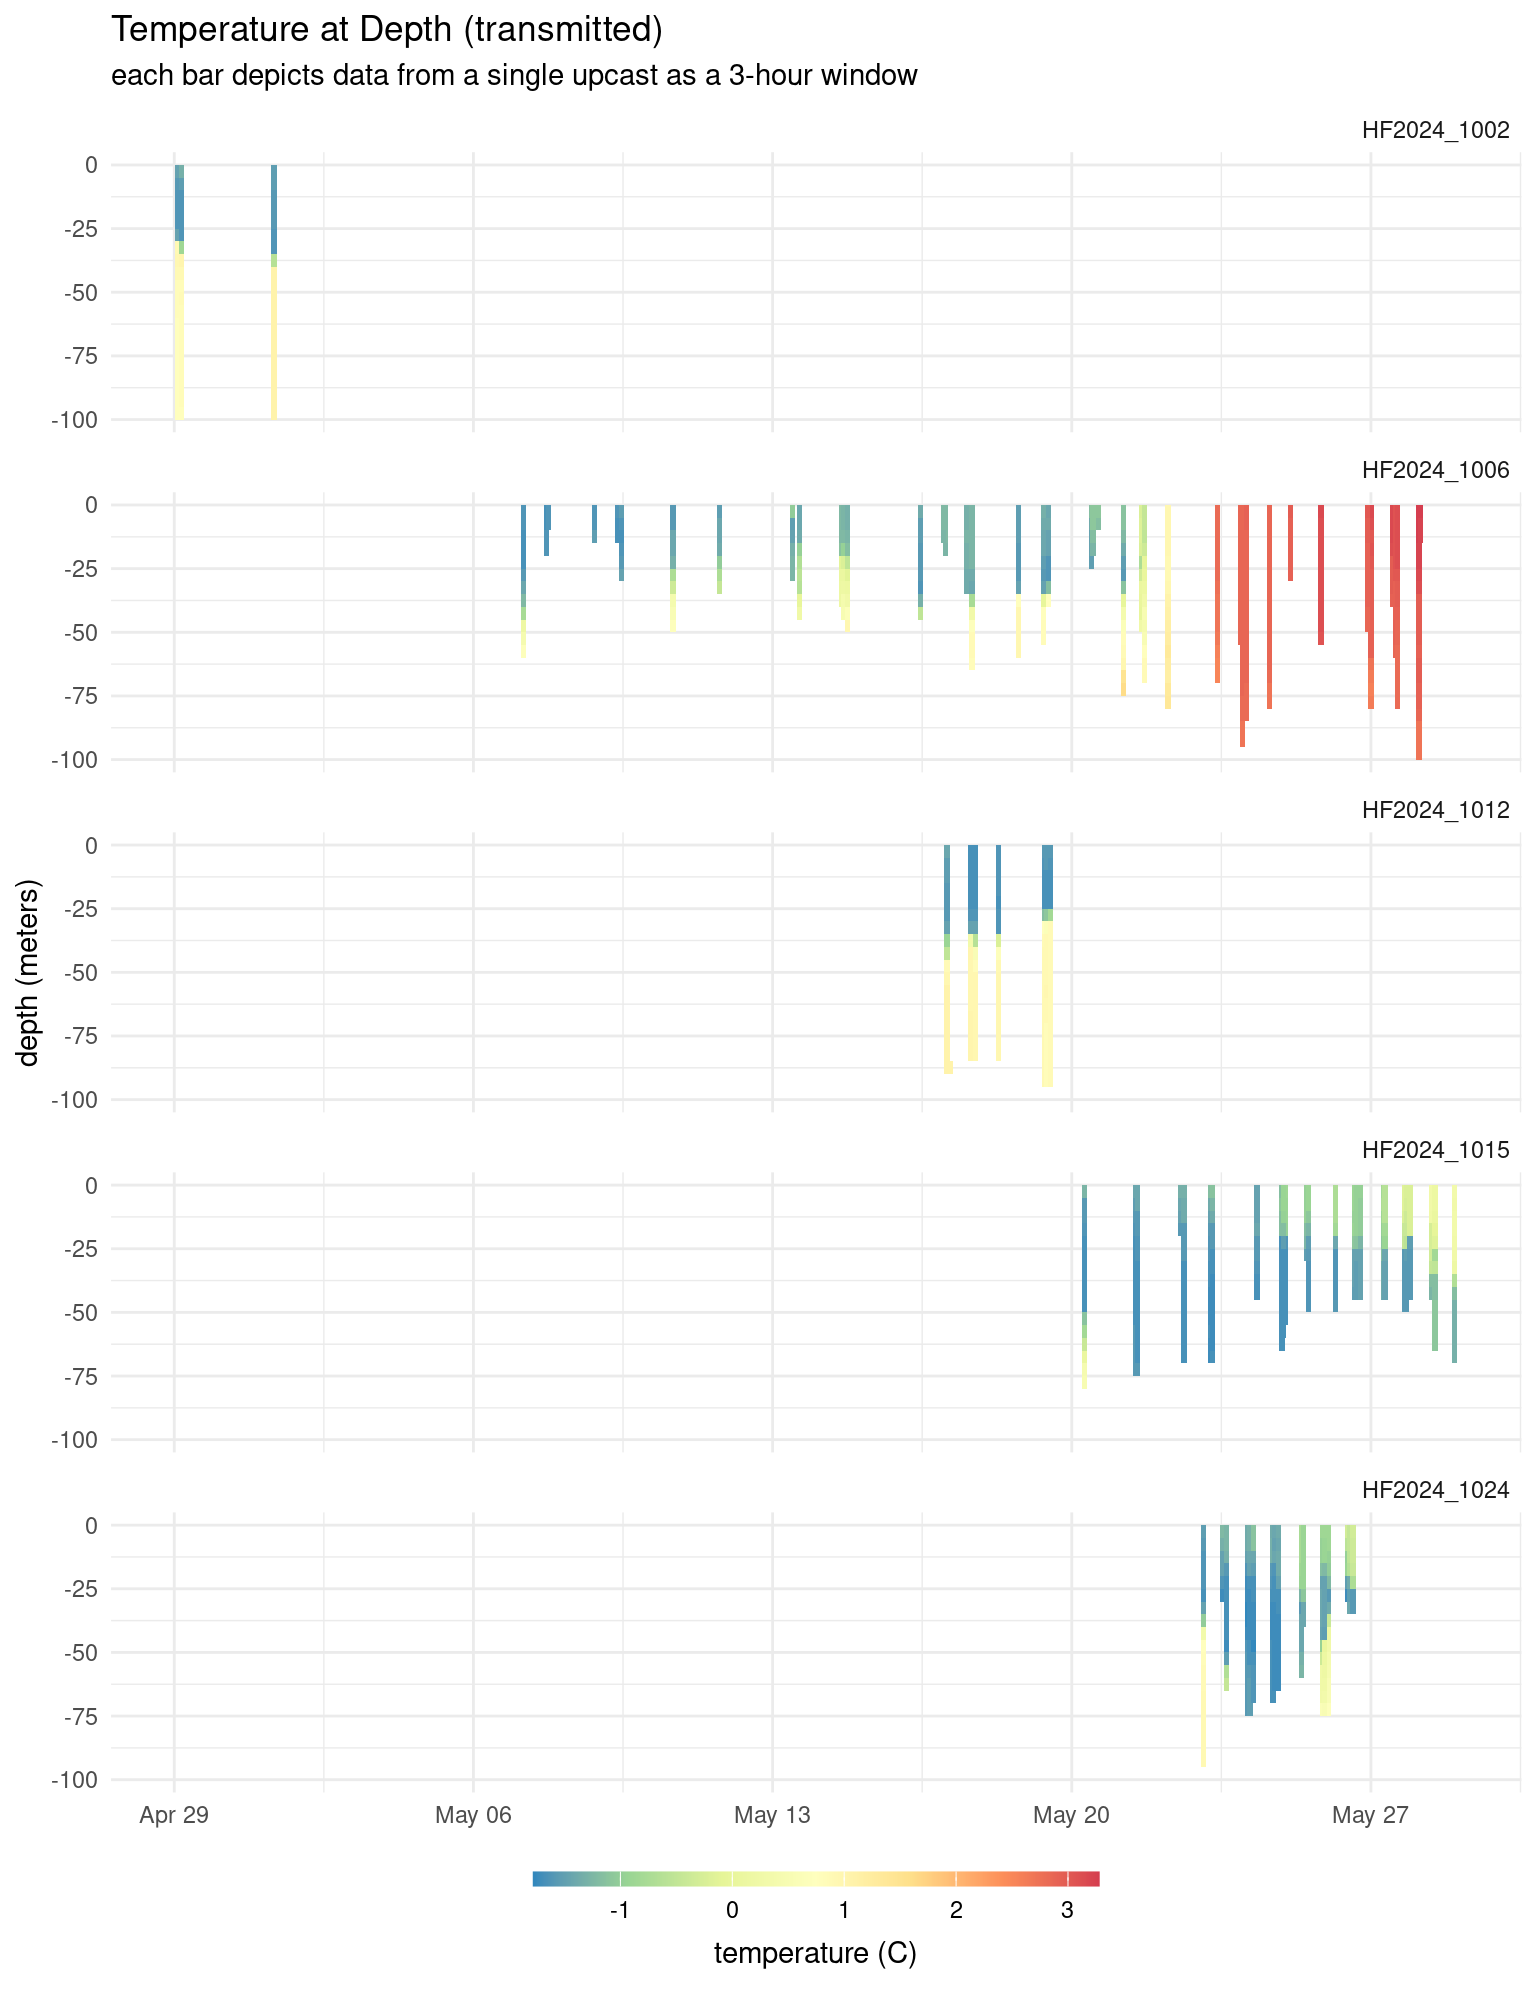 Temperature at Depth (transmitted)
each bar depicts data from a single upcast as a 3-hour window
HF2024_1002
0
-25
-50
-75
-100
HF2024_1006
0
-25
-50
-75
-100
HF2024_1012
0
-25
-50
-75
-100
depth (meters)
HF2024_1015
0
-25
-50
-75
-100
HF2024_1024
0
-25
-50
-75
-100
Apr 29 May 06 May 13 May 20 May 27
-1 0 1 2 3
temperature (C)